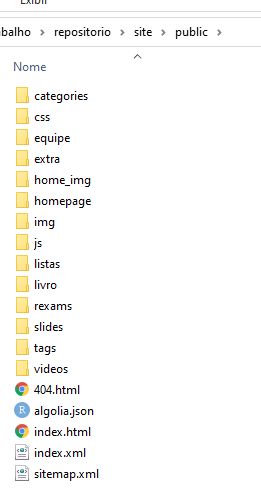 Exibir
abalho > repositorio > site > public >
Nome
categories
css
equipe
extra
home_img
homepage
img
js
listas
livro
rexams
slides
tags
videos
404.html
algolia.json
index.html
index.xml
sitemap.xml